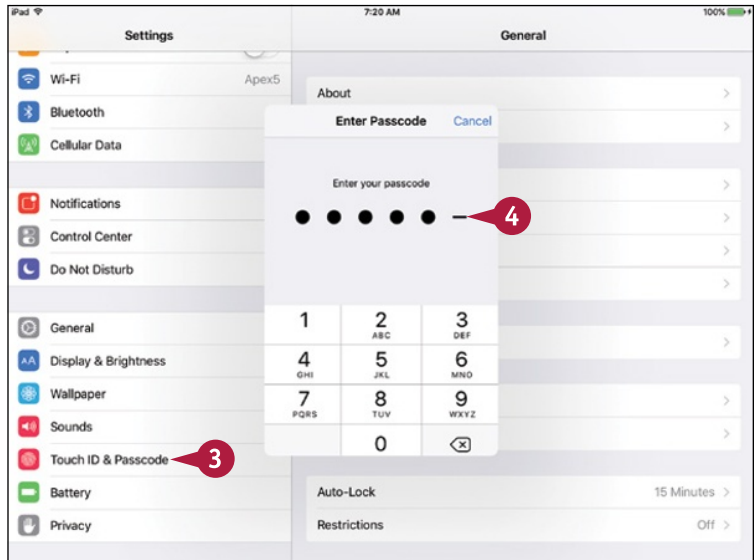 iPad 7:20 AM 100%
Settings
General
Wi-Fi Apex5
Bluetooth
Cellular Data
Notifications
Control Center
Do Not Disturb
General
Display & Brightness
Wallpaper
Sounds
Touch ID & Passcode
3
Battery
Privacy
About
Enter Passcode Cancel
Enter your passcode
4
1 2 3
ABC DEF
4 5 6
GHI JKL MNO
7 8 9
PQRS TUV WXYZ
0
Auto-Lock 15 Minutes
Restrictions Off
AA